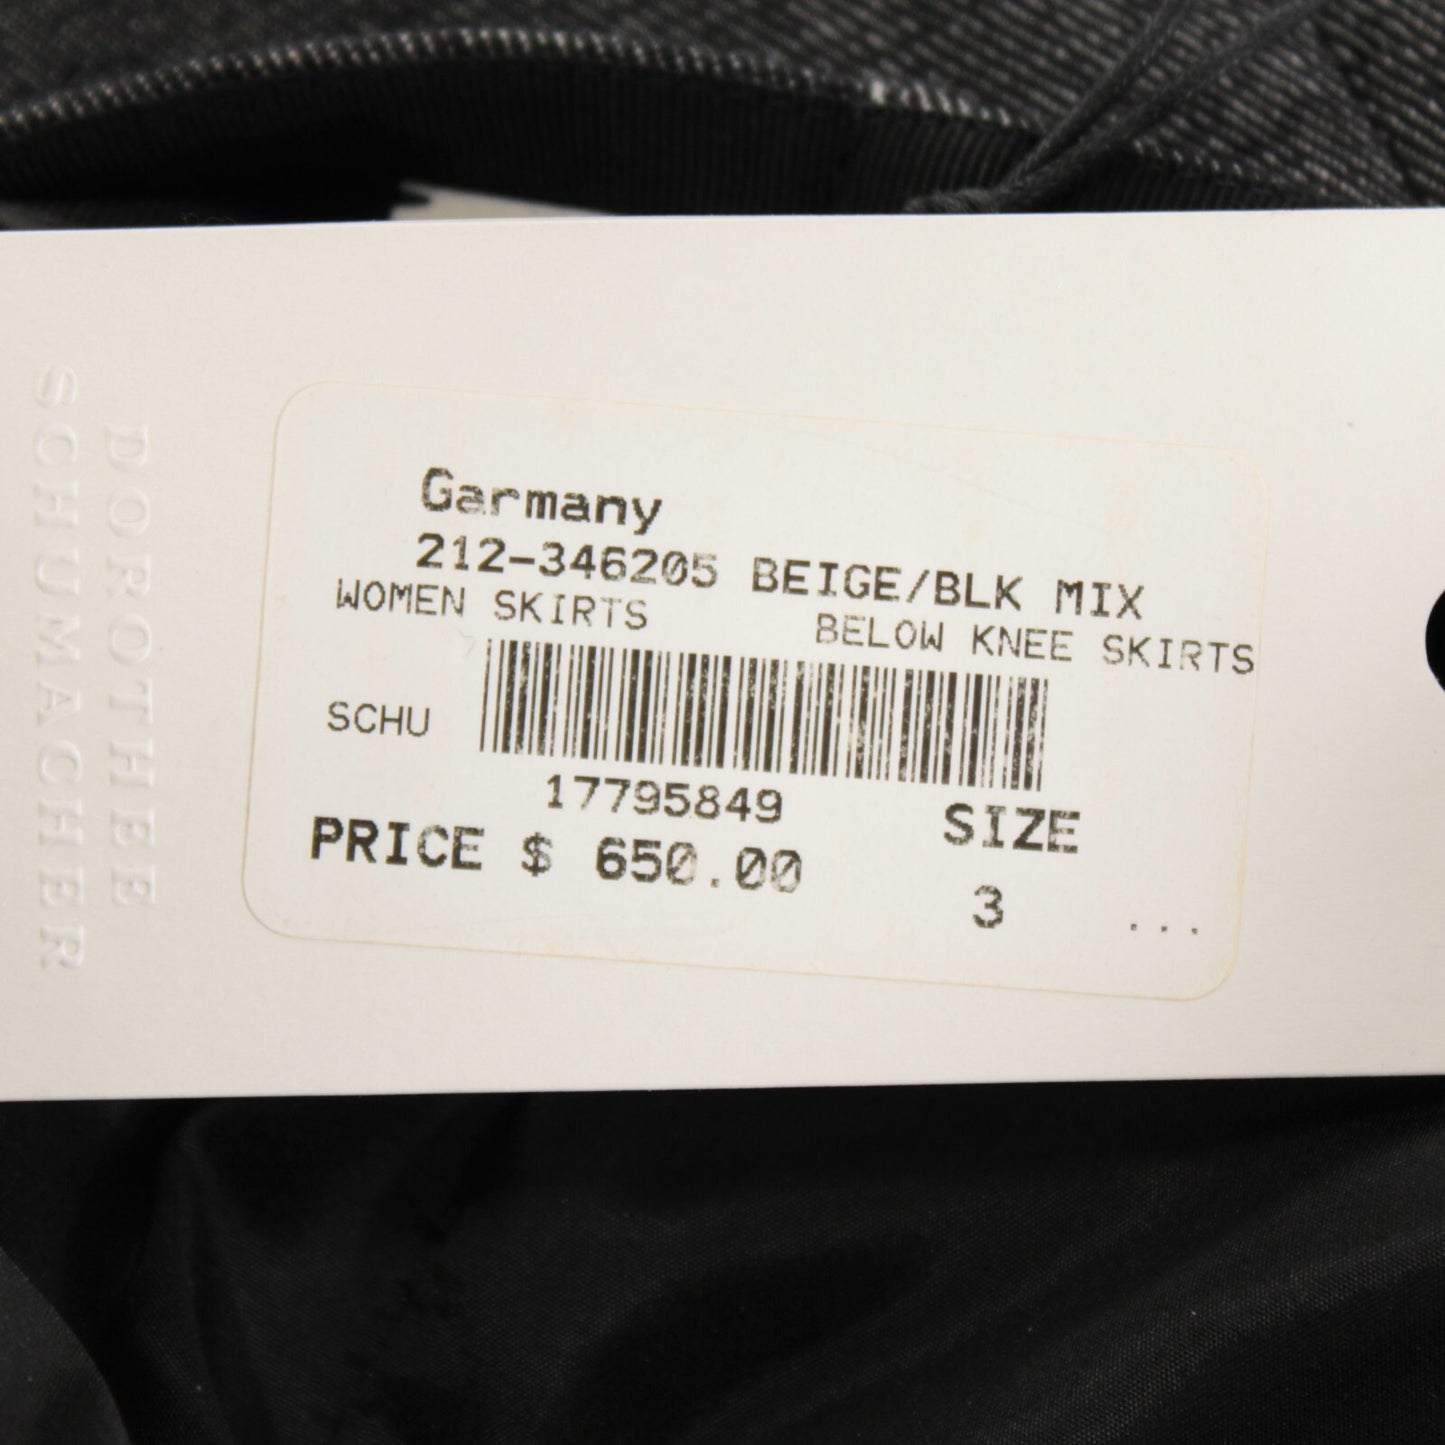 DOROTHEE
SCHUMACHER
Garmany
212-346205 BEIGE/BLK MIX
WOMEN SKIRTS BELOW KNEE SKIRTS
SCHU
17795849
PRICE $ 650.00
SIZE
3
...